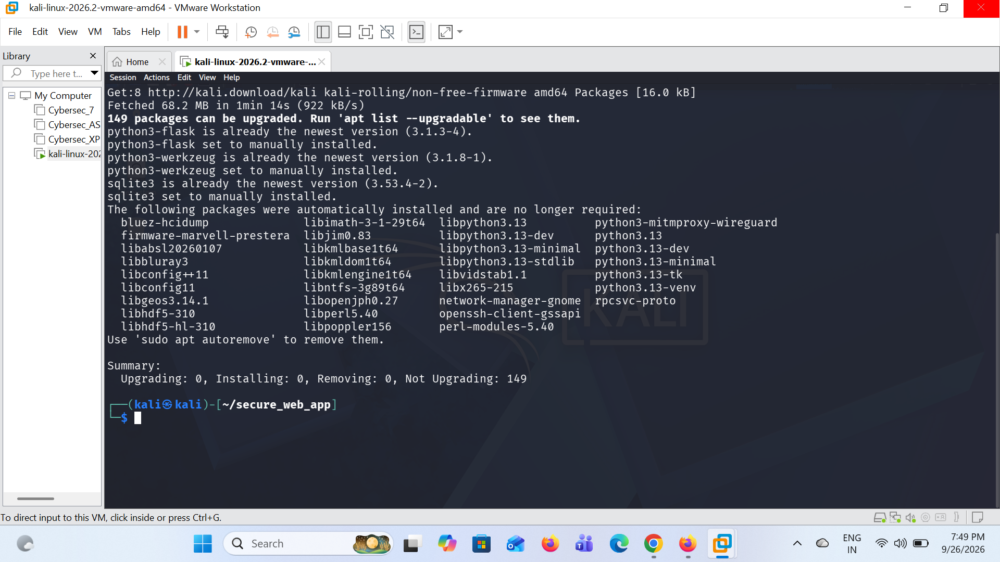 kali-linux-2026.2-vmware-amd64 - VMware Workstation
File Edit View VM Tabs Help
Library
Type here t...
My Computer
Cybersec_7
Cybersec_AS
Cybersec_XP
kali-linux-202
Home
kali-linux-2026.2-vmware-...
Session Actions Edit View Help
Get:8 http://kali.download/kali kali-rolling/non-free-firmware amd64 Packages [16.0 kB]
Fetched 68.2 MB in 1min 14s (922 kB/s)
149 packages can be upgraded. Run 'apt list --upgradable' to see them.
python3-flask is already the newest version (3.1.3-4).
python3-flask set to manually installed.
python3-werkzeug is already the newest version (3.1.8-1).
python3-werkzeug set to manually installed.
sqlite3 is already the newest version (3.53.4-2).
sqlite3 set to manually installed.
The following packages were automatically installed and are no longer required:
bluez-hcidump libimath-3-1-29t64 libpython3.13 python3-mitmproxy-wireguard
firmware-marvell-prestera libjim0.83 libpython3.13-dev python3.13
libabsl20260107 libkmlbase1t64 libpython3.13-minimal python3.13-dev
libbluray3 libkmldom1t64 libpython3.13-stdlib python3.13-minimal
libconfig++11 libkmlengine1t64 libvidstab1.1 python3.13-tk
libconfig11 libntfs-3g89t64 libx265-215 python3.13-venv
libgeos3.14.1 libopenjph0.27 network-manager-gnome rpcsvc-proto
libhdf5-310 libperl5.40 openssh-client-gssapi
libhdf5-hl-310 libpoppler156 perl-modules-5.40
Use 'sudo apt autoremove' to remove them.
Summary:
Upgrading: 0, Installing: 0, Removing: 0, Not Upgrading: 149
┌──(kali㉿kali)-[~/secure_web_app]
└─$
KALI
To direct input to this VM, click inside or press Ctrl+G.
Search
ENG
IN
7:49 PM
9/26/2026